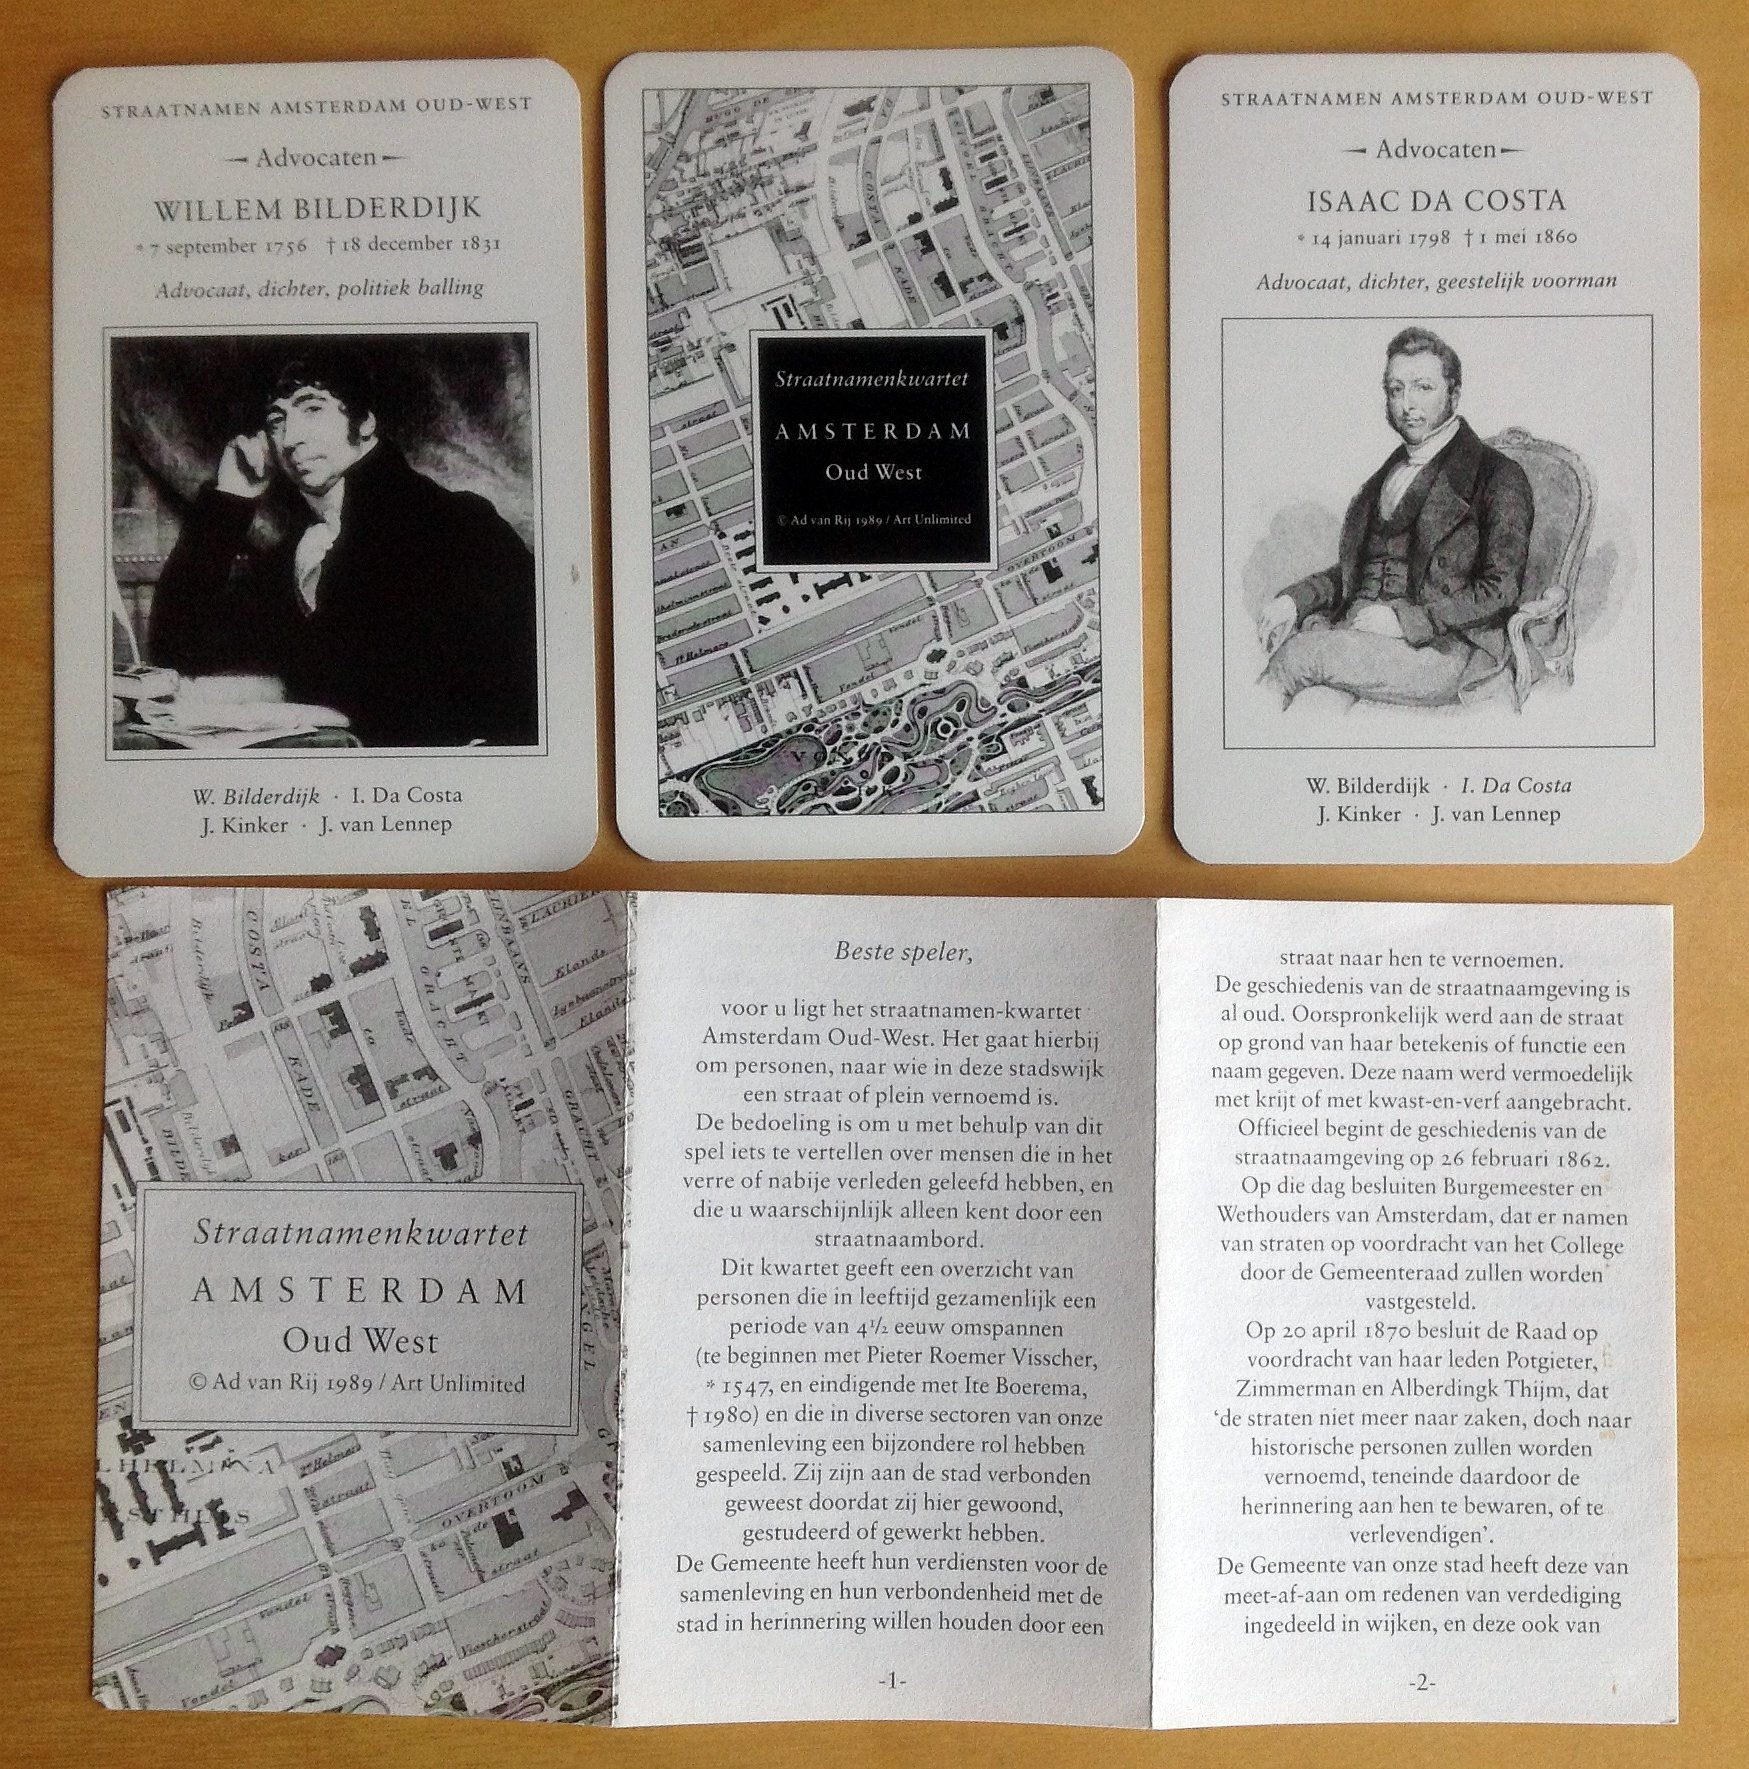 STRAATNAMEN AMSTERDAM OUD-WEST
Advocaten
WILLEM BILDERDIJK
* 7 september 1756 † 18 december 1831
Advocaat, dichter, politiek balling
W. Bilderdijk · I. Da Costa
J. Kinker · J. van Lennep
COSTA
KADE
OVERTOOM
Vondel
Vondel
Straatnamenkwartet
AMSTERDAM
Oud West
© Ad van Rij 1989 / Art Unlimited
STRAATNAMEN AMSTERDAM OUD-WEST
Advocaten
ISAAC DA COSTA
* 14 januari 1798 † 1 mei 1860
Advocaat, dichter, geestelijk voorman
W. Bilderdijk · I. Da Costa
J. Kinker · J. van Lennep
COSTA
Bilderdijk
KADE
GRACHT
Straatnamenkwartet
AMSTERDAM
Oud West
© Ad van Rij 1989 / Art Unlimited
OVERTOOM
straat
Vondel
Vondel
Visscherstraat
Beste speler,
voor u ligt het straatnamen-kwartet
Amsterdam Oud-West. Het gaat hierbij
om personen, naar wie in deze stadswijk
een straat of plein vernoemd is.
De bedoeling is om u met behulp van dit
spel iets te vertellen over mensen die in het
verre of nabije verleden geleefd hebben, en
die u waarschijnlijk alleen kent door een
straatnaambord.
Dit kwartet geeft een overzicht van
personen die in leeftijd gezamenlijk een
periode van 4½ eeuw omspannen
(te beginnen met Pieter Roemer Visscher,
* 1547, en eindigende met Ite Boerema,
† 1980) en die in diverse sectoren van onze
samenleving een bijzondere rol hebben
gespeeld. Zij zijn aan de stad verbonden
geweest doordat zij hier gewoond,
gestudeerd of gewerkt hebben.
De Gemeente heeft hun verdiensten voor de
samenleving en hun verbondenheid met de
stad in herinnering willen houden door een
-1-
straat naar hen te vernoemen.
De geschiedenis van de straatnaamgeving is
al oud. Oorspronkelijk werd aan de straat
op grond van haar betekenis of functie een
naam gegeven. Deze naam werd vermoedelijk
met krijt of met kwast-en-verf aangebracht.
Officieel begint de geschiedenis van de
straatnaamgeving op 26 februari 1862.
Op die dag besluiten Burgemeester en
Wethouders van Amsterdam, dat er namen
van straten op voordracht van het College
door de Gemeenteraad zullen worden
vastgesteld.
Op 20 april 1870 besluit de Raad op
voordracht van haar leden Potgieter,
Zimmerman en Alberdingk Thijm, dat
‘de straten niet meer naar zaken, doch naar
historische personen zullen worden
vernoemd, teneinde daardoor de
herinnering aan hen te bewaren, of te
verlevendigen’.
De Gemeente van onze stad heeft deze van
meet-af-aan om redenen van verdediging
ingedeeld in wijken, en deze ook van
-2-